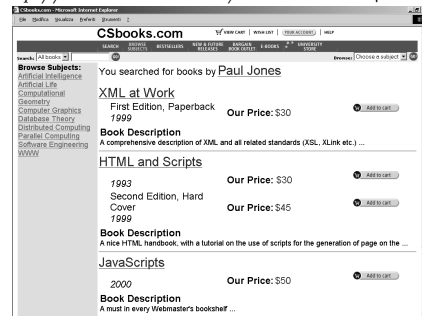 CSbooks.com - Microsoft Internet Explorer
File Modifica Visualizza Preferiti Strumenti ?
CSbooks.com
VIEW CART | WISH LIST | YOUR ACCOUNT | HELP
SEARCH BROWSE SUBJECTS BESTSELLERS NEW & FUTURE RELEASES BARGAIN BOOK OUTLET E-BOOKS UNIVERSITY STORE
Search: All books GO Browse: Choose a subject GO
Browse Subjects:
Artificial Intelligence
Artificial Life
Computational
Geometry
Computer Graphics
Database Theory
Distributed Computing
Parallel Computing
Software Engineering
WWW
You searched for books by Paul Jones
XML at Work
First Edition, Paperback
1999
Our Price: $30
Add to cart
Book Description
A comprehensive description of XML and all related standards (XSL, XLink etc.) ...
HTML and Scripts
1993
Our Price: $30
Add to cart
Second Edition, Hard
Cover
1999
Our Price: $45
Add to cart
Book Description
A nice HTML handbook, with a tutorial on the use of scripts for the generation of page on the ...
JavaScripts
2000
Our Price: $50
Add to cart
Book Description
A must in every Webmaster's bookshelf ...